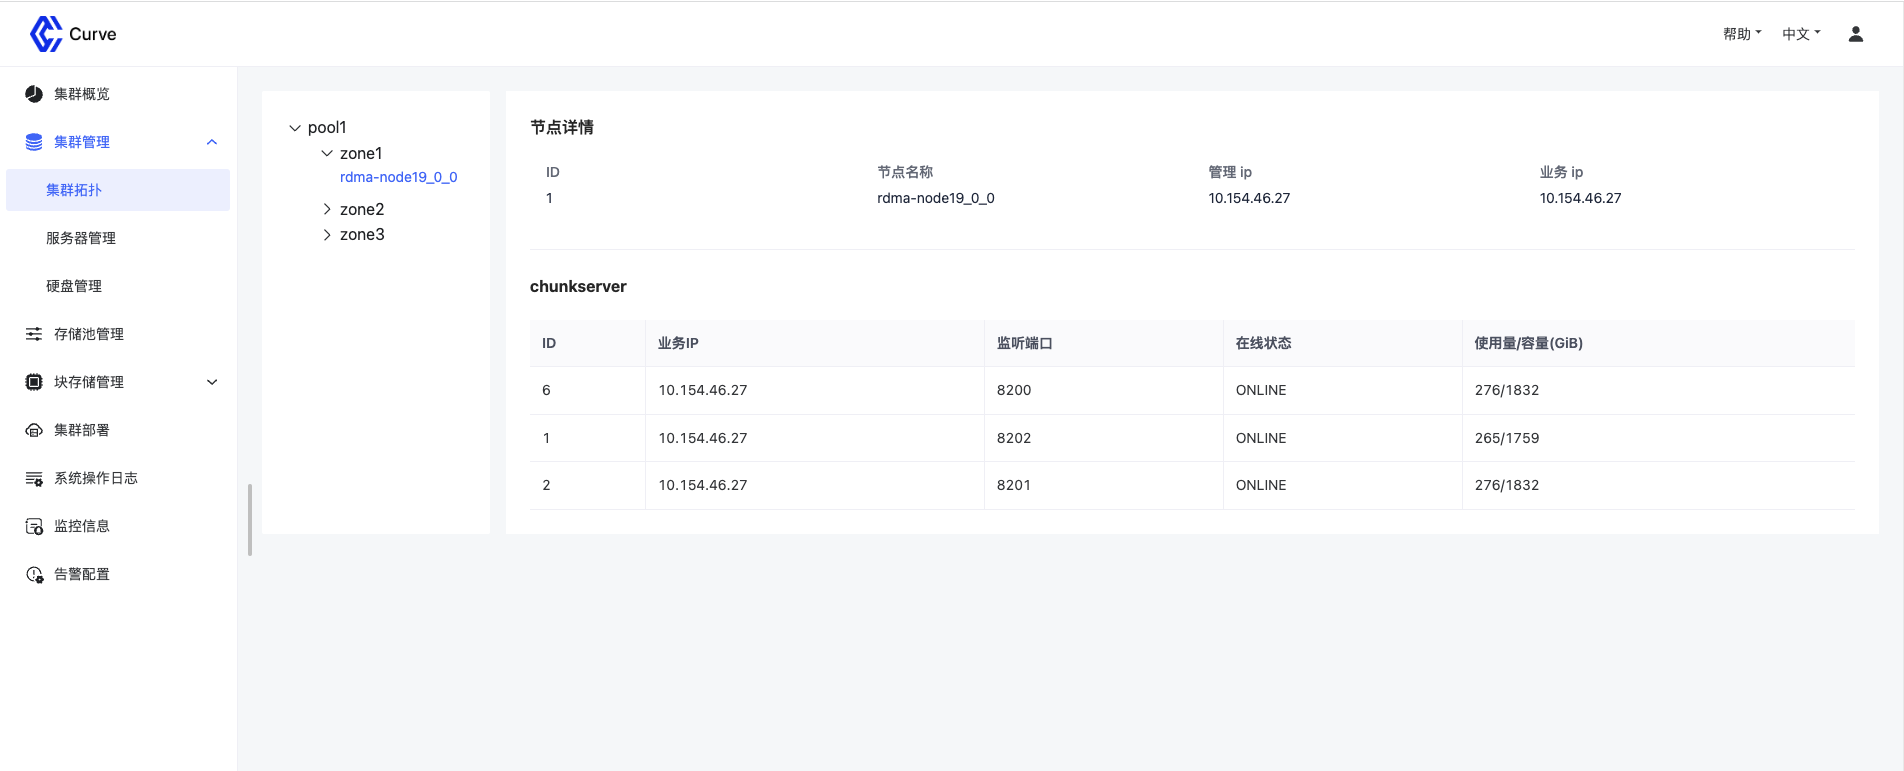 Curve
帮助
中文
集群概览
集群管理
集群拓扑
服务器管理
硬盘管理
存储池管理
块存储管理
集群部署
系统操作日志
监控信息
告警配置
pool1
zone1
rdma-node19_0_0
zone2
zone3
节点详情
ID 节点名称 管理 ip 业务 ip
1 rdma-node19_0_0 10.154.46.27 10.154.46.27
chunkserver
ID 业务IP 监听端口 在线状态 使用量/容量(GiB)
6 10.154.46.27 8200 ONLINE 276/1832
1 10.154.46.27 8202 ONLINE 265/1759
2 10.154.46.27 8201 ONLINE 276/1832